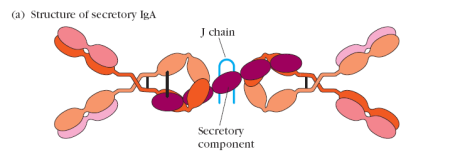 (a) Structure of secretory IgA
J chain
Secretory
component